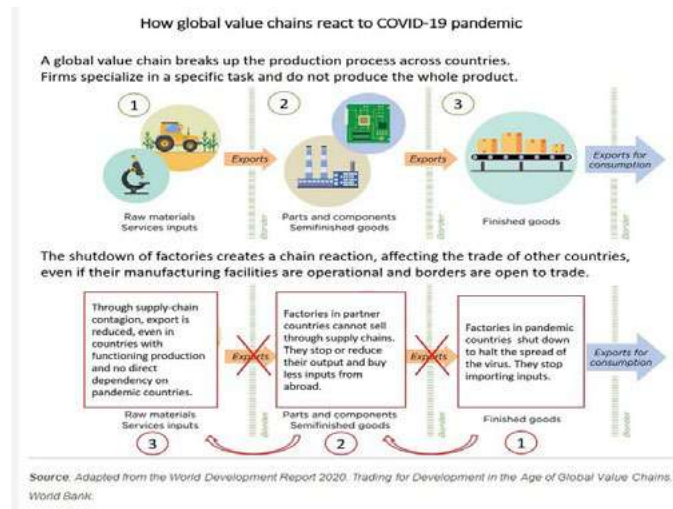 How global value chains react to COVID-19 pandemic
A global value chain breaks up the production process across countries.
Firms specialize in a specific task and do not produce the whole product.
1
2
3
Exports
Border
Exports
Border
Exports for
consumption
Raw materials
Services inputs
Parts and components
Semifinished goods
Finished goods
The shutdown of factories creates a chain reaction, affecting the trade of other countries,
even if their manufacturing facilities are operational and borders are open to trade.
Through supply-chain
contagion, export is
reduced, even in
countries with
functioning production
and no direct
dependency on
pandemic countries.
Exports
Border
Factories in partner
countries cannot sell
through supply chains.
They stop or reduce
their output and buy
less inputs from
abroad.
Exports
Border
Factories in pandemic
countries shut down
to halt the spread of
the virus. They stop
importing inputs.
Exports for
consumption
Border
Raw materials
Services inputs
Parts and components
Semifinished goods
Finished goods
3
2
1
Source: Adapted from the World Development Report 2020. Trading for Development in the Age of Global Value Chains.
World Bank.